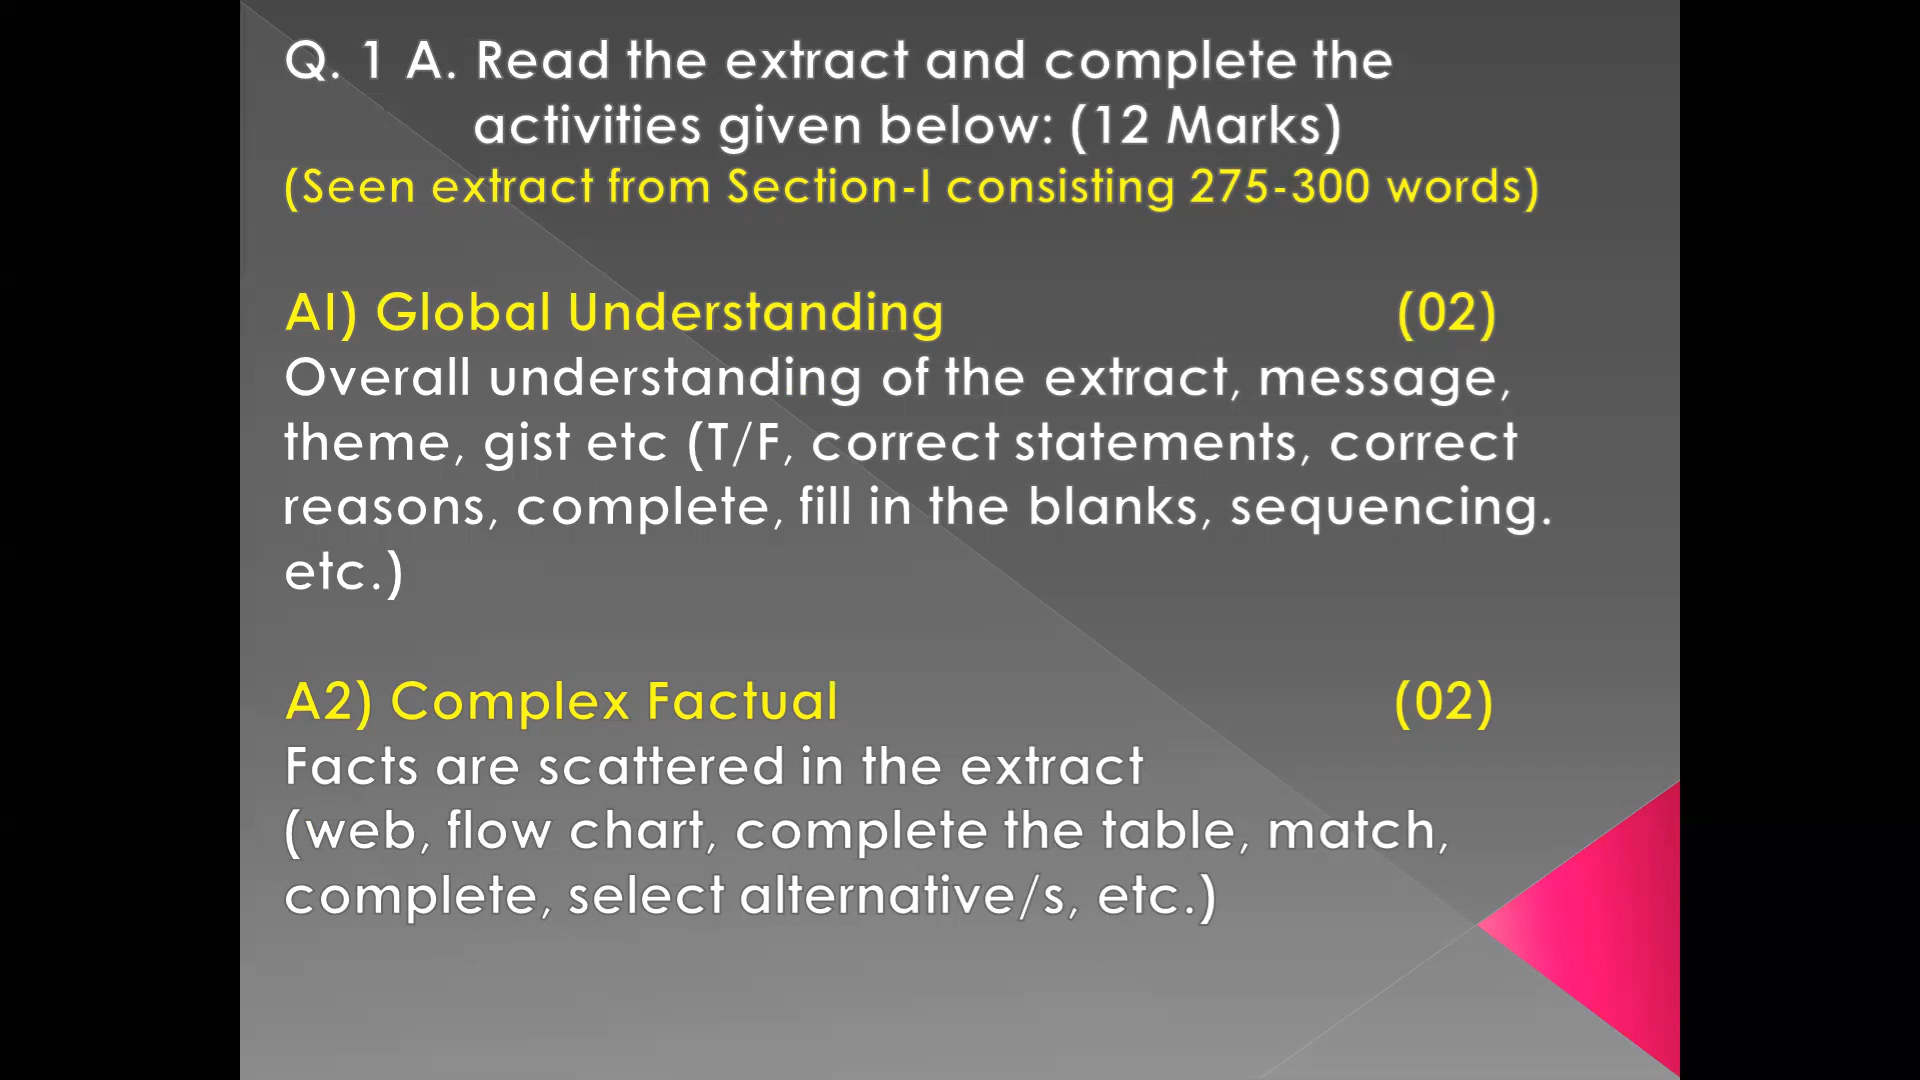 Q. 1 A. Read the extract and complete the
activities given below: (12 Marks)
(Seen extract from Section-I consisting 275-300 words)
AI) Global Understanding (02)
Overall understanding of the extract, message,
theme, gist etc (T/F, correct statements, correct
reasons, complete, fill in the blanks, sequencing.
etc.)
A2) Complex Factual (02)
Facts are scattered in the extract
(web, flow chart, complete the table, match,
complete, select alternative/s, etc.)